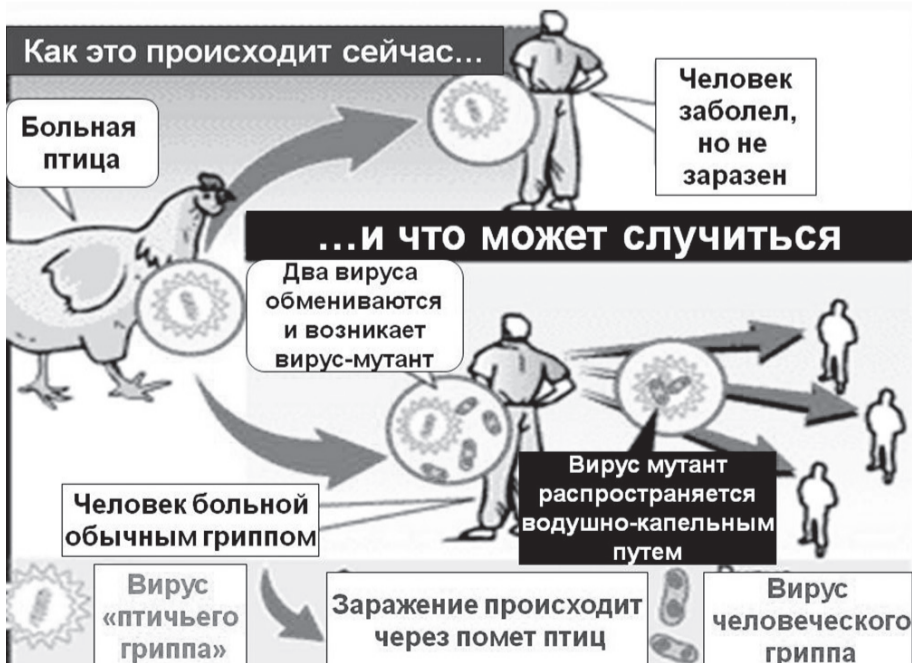 Как это происходит сейчас...
Больная
птица
Человек
заболел,
но не
заразен
...и что может случиться
Два вируса
обмениваются
и возникает
вирус-мутант
Человек больной
обычным гриппом
Вирус мутант
распространяется
водушно-капельным
путем
Вирус
«птичьего
гриппа»
Заражение происходит
через помет птиц
Вирус
человеческого
гриппа